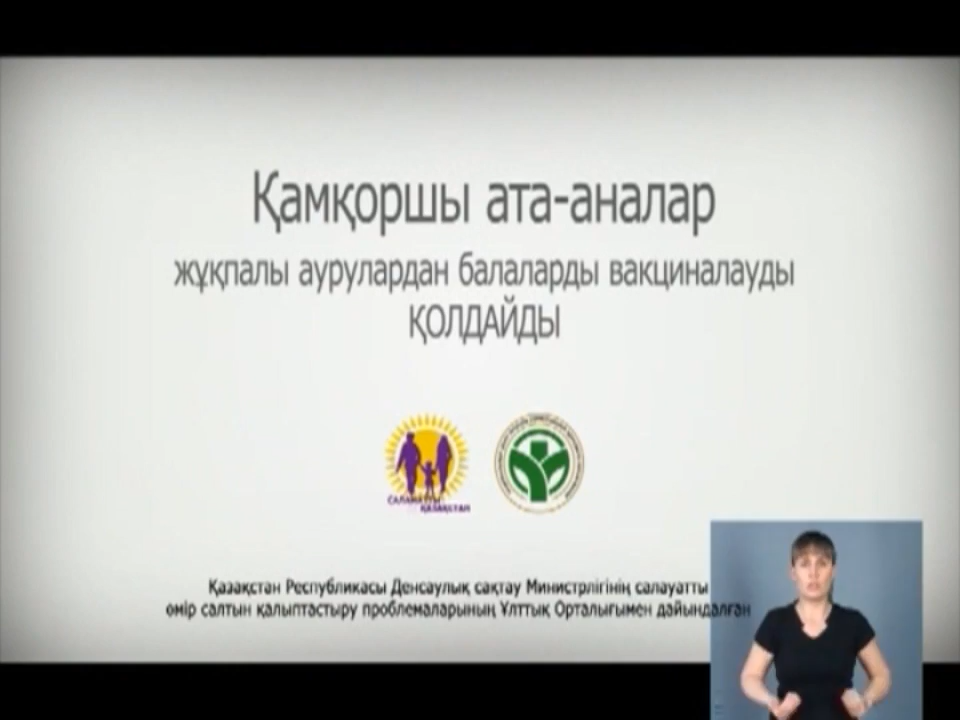 Қамқоршы ата-аналар
жұқпалы аурулардан балаларды вакциналауды
ҚОЛДАЙДЫ
САЛАМАТТЫ
ҚАЗАҚСТАН
Қазақстан Республикасы Денсаулық сақтау Министрлігінің салауатты
өмір салтын қалыптастыру проблемаларының Ұлттық Орталығымен дайындалған